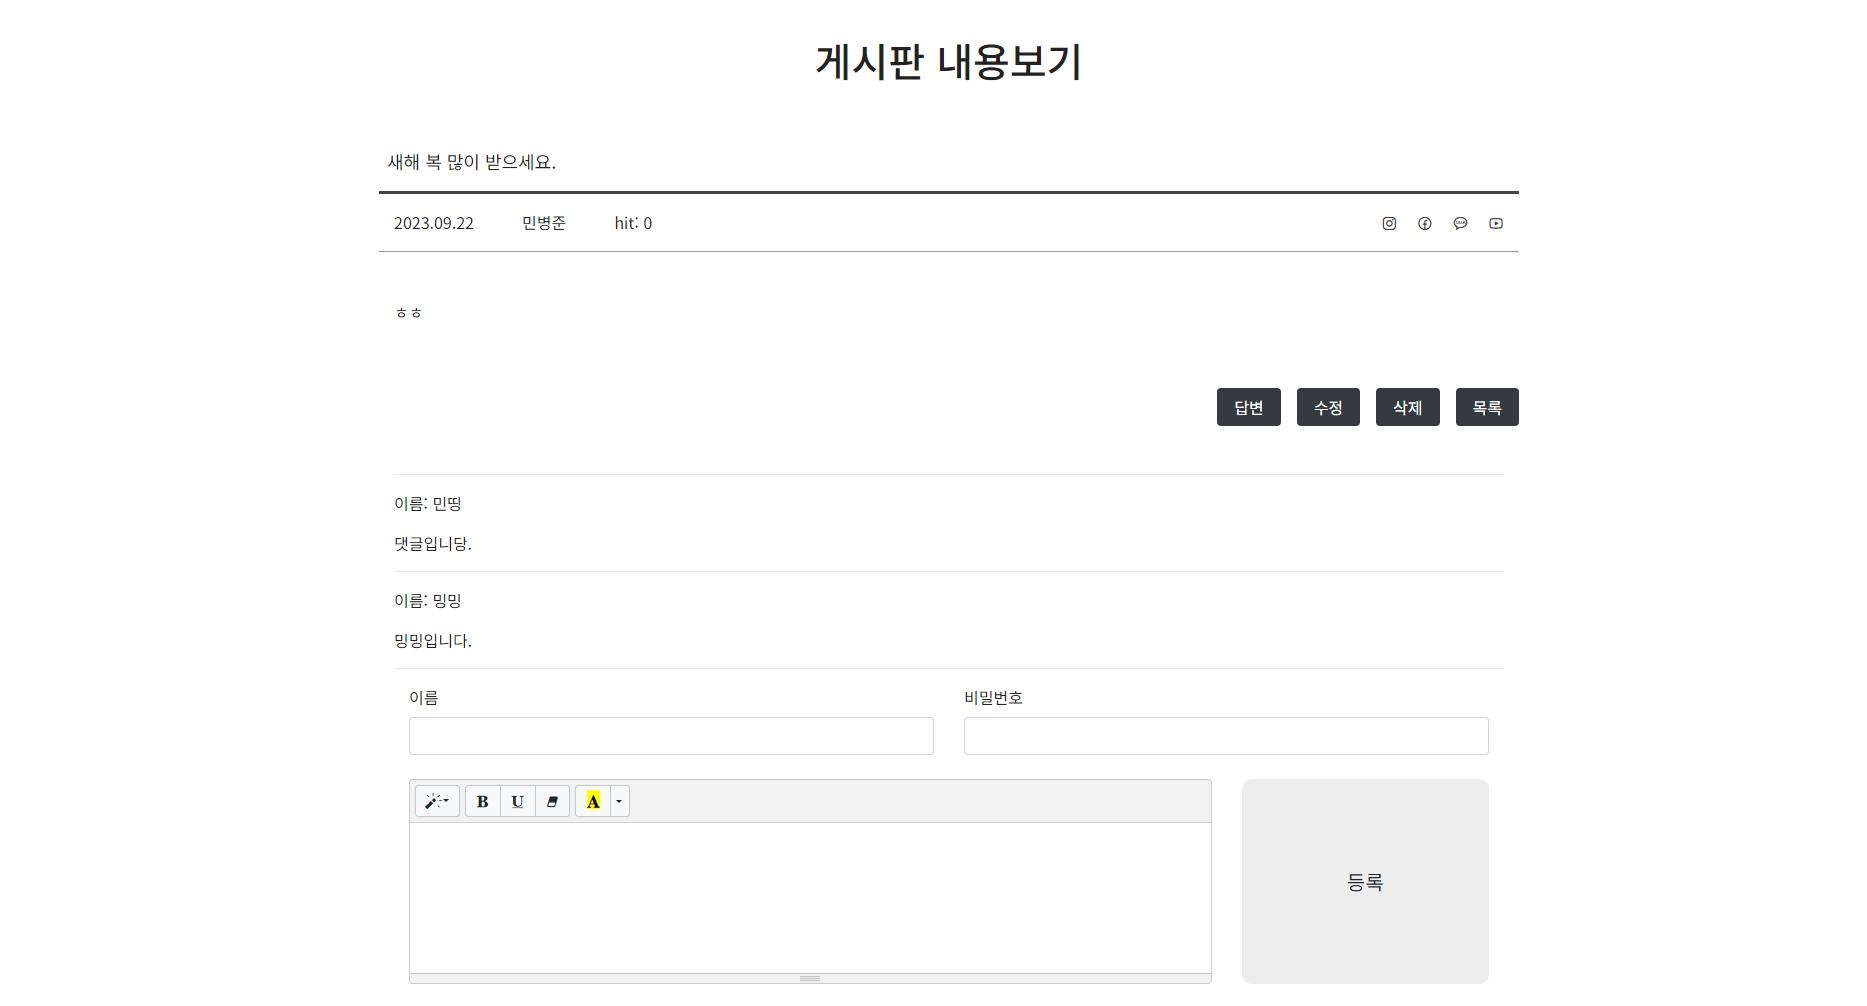 게시판 내용보기
새해 복 많이 받으세요.
2023.09.22 민병준 hit: 0
ㅎㅎ
답변 수정 삭제 목록
이름: 민띵
댓글입니당.
이름: 밍밍
밍밍입니다.
이름 비밀번호
B U A
등록